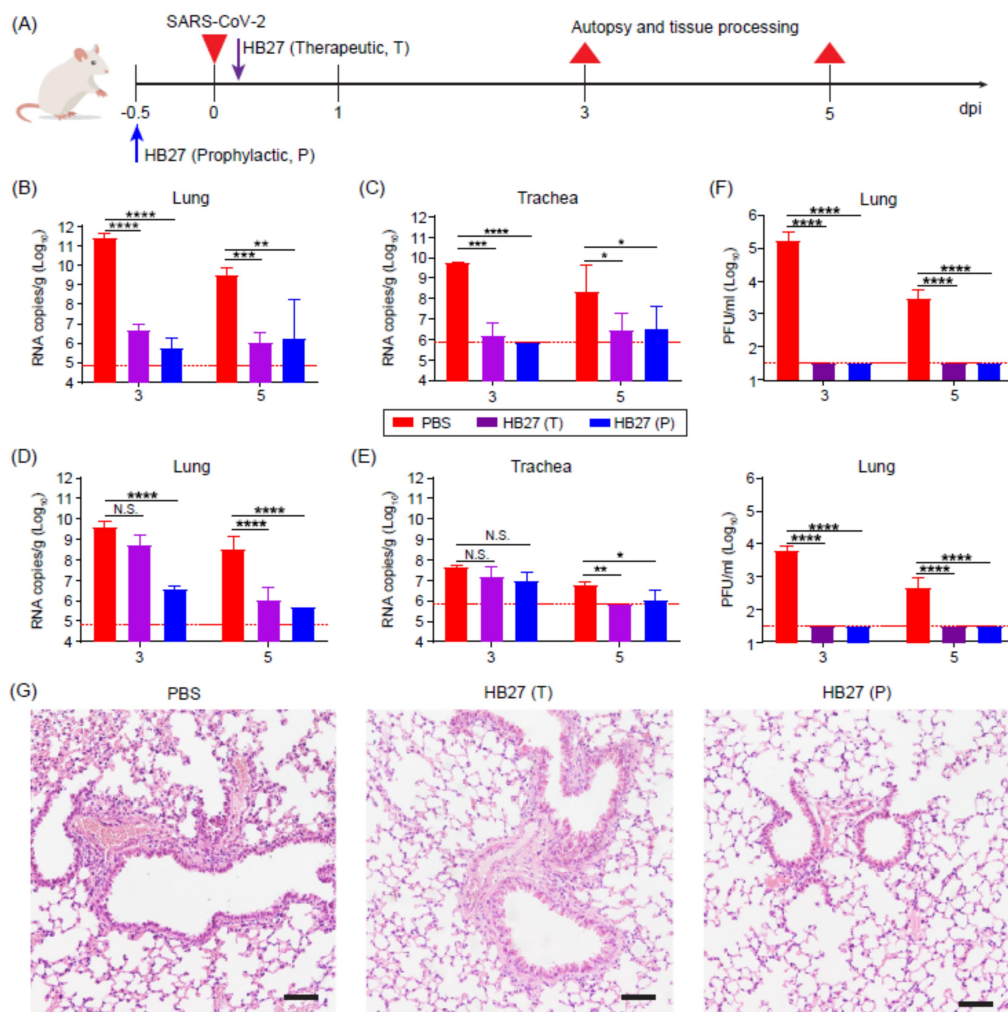 (A)
SARS-CoV-2
HB27 (Therapeutic, T)
Autopsy and tissue processing
-0.5
0
1
3
5
dpi
HB27 (Prophylactic, P)
(B)
Lung
RNA copies/g (Log₁₀)
12
11
10
9
8
7
6
5
4
****
****
**
***
3
5
(C)
Trachea
RNA copies/g (Log₁₀)
12
11
10
9
8
7
6
5
4
****
***
*
*
3
5
(F)
Lung
PFU/ml (Log₁₀)
6
5
4
3
2
1
****
****
****
****
3
5
PBS
HB27 (T)
HB27 (P)
(D)
Lung
RNA copies/g (Log₁₀)
12
11
10
9
8
7
6
5
4
****
N.S.
****
****
3
5
(E)
Trachea
RNA copies/g (Log₁₀)
12
11
10
9
8
7
6
5
4
N.S.
N.S.
*
**
3
5
Lung
PFU/ml (Log₁₀)
6
5
4
3
2
1
****
****
****
****
3
5
(G)
PBS
HB27 (T)
HB27 (P)